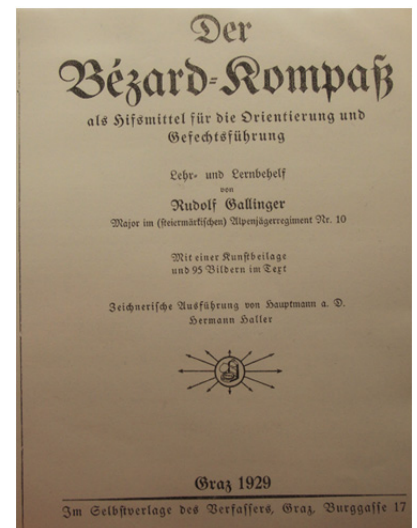 Der
Bézard-Kompaß
als Hifsmittel für die Orientierung und
Gefechtsführung
Lehr- und Lernbehelf
von
Rudolf Gallinger
Major im (steiermärkischen) Alpenjägerregiment Nr. 10
Mit einer Kunstbeilage
und 95 Bildern im Text
Zeichnerische Ausführung von Hauptmann a. D.
Hermann Haller
Graz 1929
Im Selbstverlage des Verfassers, Graz, Burggasse 17